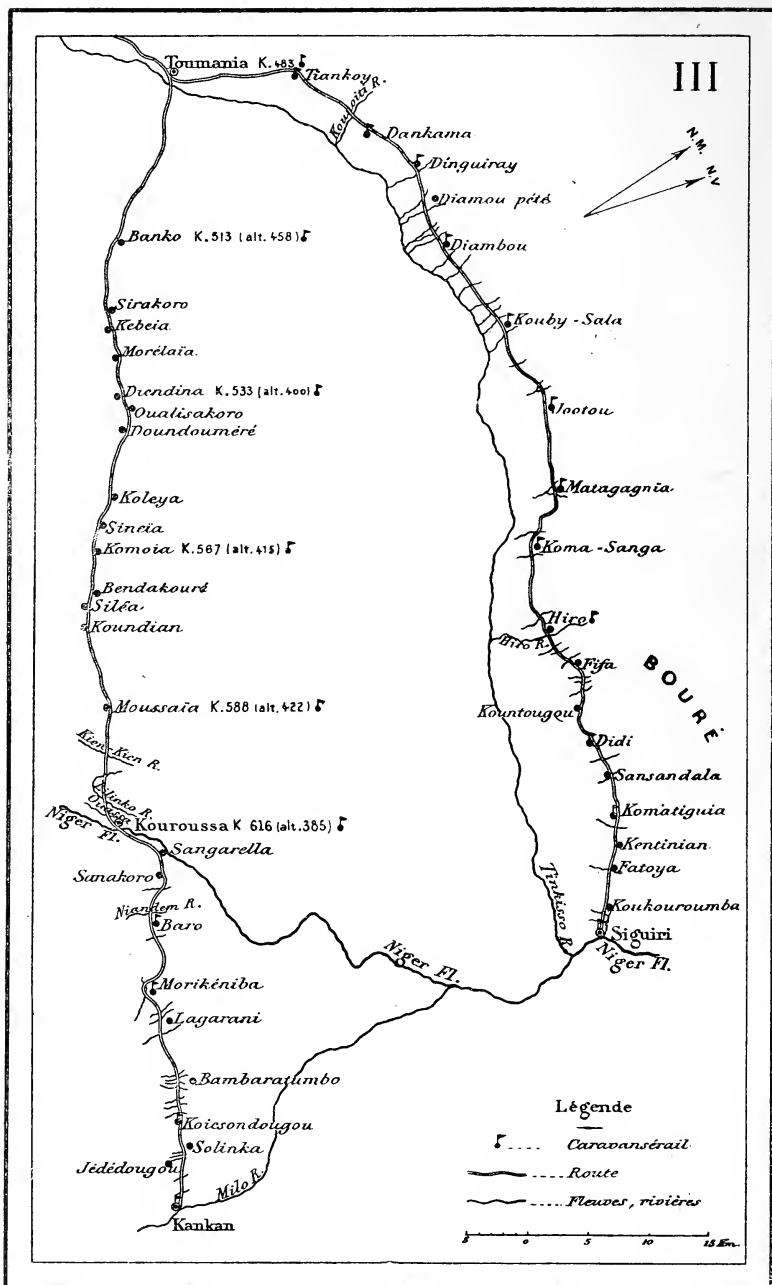 III
Toumania K. 483
Tiankoy
Koupoiti R.
Dankama
N.M.
N.V
Dinguiray
Diamou pété
Banko K. 513 (alt. 458)
Diambou
Sirakoro
Kebeia
Kouby-Sala
Morélaïa
Diendina K. 533 (alt. 400)
Oualisakoro
Jootou
Doundouméré
Koleya
Matagagnia
Sincïa
Komoia K. 567 (alt. 415)
Koma-Sanga
Bendakouré
Siléa
Koundian
Hiro
Hiro R.
Fifa
BOURÉ
Moussaïa K. 588 (alt. 422)
Kountougou
Didi
Kien-Kien R.
Sansandala
Niger Fl.
Kouroussa K 616 (alt. 385)
Komatiguia
Sangarella
Kentinian
Sanakoro
Fatoya
Tinkisso R.
Niandem R.
Baro
Koukouroumba
Siguiri
Niger Fl.
Niger Fl.
Morikéniba
Lagarani
Bambaratumbo
Koicsondougou
Solinka
Jédédougou
Milo R.
Kankan
Légende
Caravansérail
Route
Fleuves, rivières
5 0 5 10 15 Km.